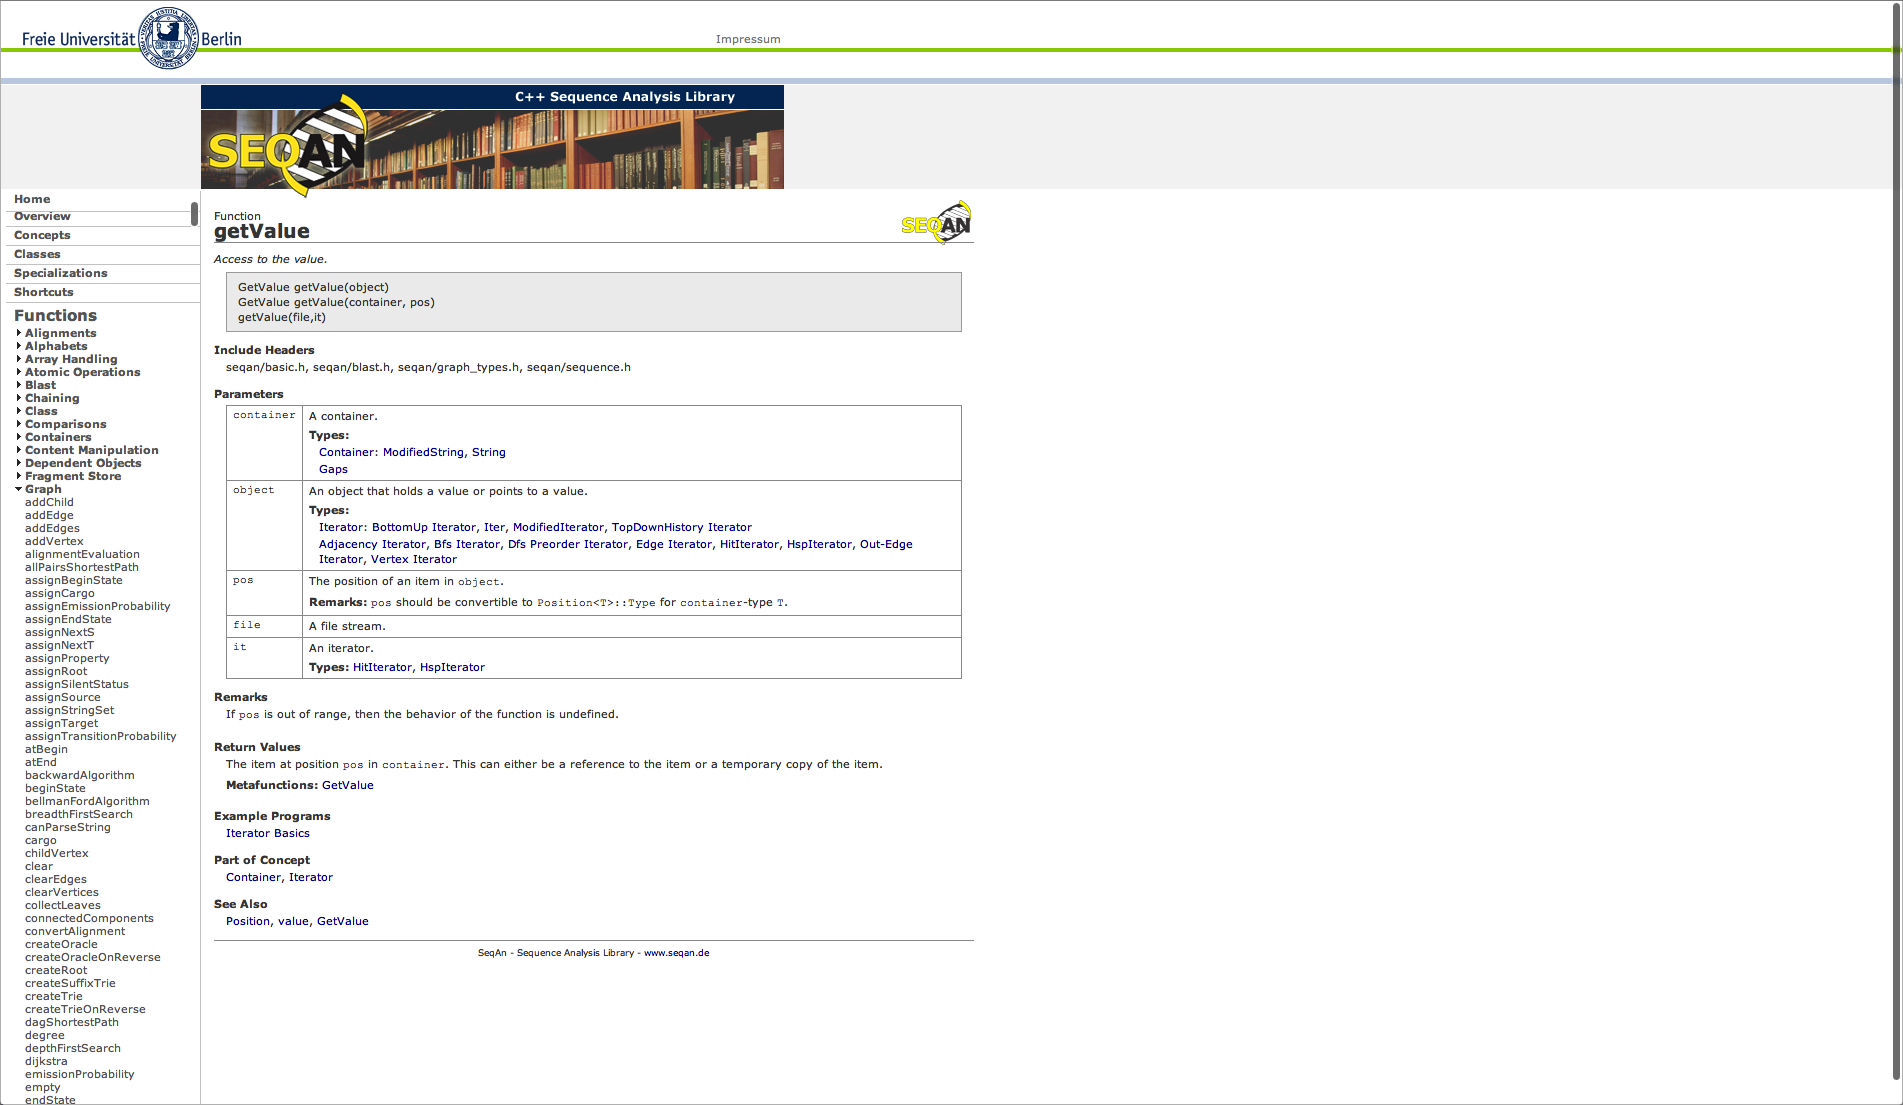 Freie Universität Berlin
Impressum
C++ Sequence Analysis Library
SEQAN
Home
Overview
Concepts
Classes
Specializations
Shortcuts
Functions
Alignments
Alphabets
Array Handling
Atomic Operations
Blast
Chaining
Class
Comparisons
Containers
Content Manipulation
Dependent Objects
Fragment Store
Graph
addChild
addEdge
addEdges
addVertex
alignmentEvaluation
allPairsShortestPath
assignBeginState
assignCargo
assignEmissionProbability
assignEndState
assignNextS
assignNextT
assignProperty
assignRoot
assignSilentStatus
assignSource
assignStringSet
assignTarget
assignTransitionProbability
atBegin
atEnd
backwardAlgorithm
beginState
bellmanFordAlgorithm
breadthFirstSearch
canParseString
cargo
childVertex
clear
clearEdges
clearVertices
collectLeaves
connectedComponents
convertAlignment
createOracle
createOracleOnReverse
createRoot
createSuffixTrie
createTrie
createTrieOnReverse
dagShortestPath
degree
depthFirstSearch
dijkstra
emissionProbability
empty
endState
Function
getValue
SEQAN
Access to the value.
GetValue getValue(object)
GetValue getValue(container, pos)
getValue(file,it)
Include Headers
seqan/basic.h, seqan/blast.h, seqan/graph_types.h, seqan/sequence.h
Parameters
container
A container.
Types:
Container: ModifiedString, String
Gaps
object
An object that holds a value or points to a value.
Types:
Iterator: BottomUp Iterator, Iter, ModifiedIterator, TopDownHistory Iterator
Adjacency Iterator, Bfs Iterator, Dfs Preorder Iterator, Edge Iterator, HitIterator, HspIterator, Out-Edge
Iterator, Vertex Iterator
pos
The position of an item in object.
Remarks: pos should be convertible to Position<T>::Type for container-type T.
file
A file stream.
it
An iterator.
Types: HitIterator, HspIterator
Remarks
If pos is out of range, then the behavior of the function is undefined.
Return Values
The item at position pos in container. This can either be a reference to the item or a temporary copy of the item.
Metafunctions: GetValue
Example Programs
Iterator Basics
Part of Concept
Container, Iterator
See Also
Position, value, GetValue
SeqAn - Sequence Analysis Library - www.seqan.de